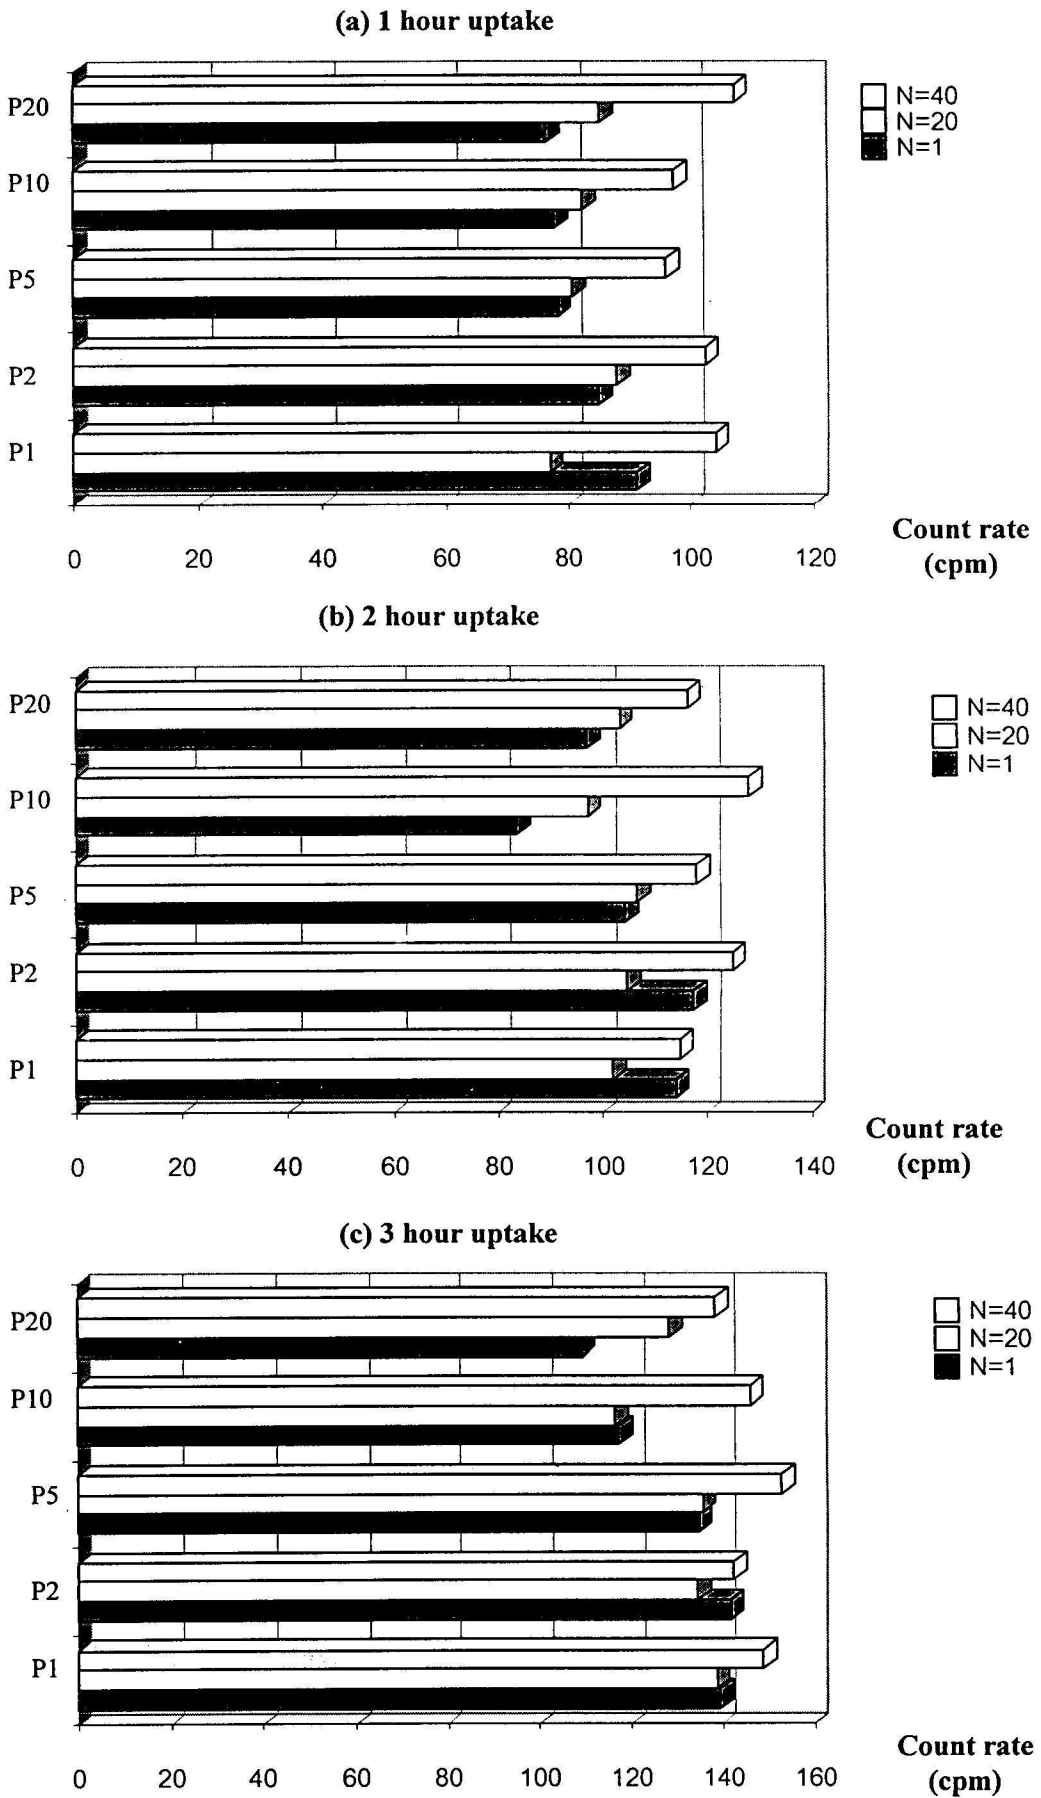 (a) 1 hour uptake
P20
P10
P5
P2
P1
N=40
N=20
N=1
0 20 40 60 80 100 120
Count rate
(cpm)
(b) 2 hour uptake
P20
P10
P5
P2
P1
N=40
N=20
N=1
0 20 40 60 80 100 120 140
Count rate
(cpm)
(c) 3 hour uptake
P20
P10
P5
P2
P1
N=40
N=20
N=1
0 20 40 60 80 100 120 140 160
Count rate
(cpm)